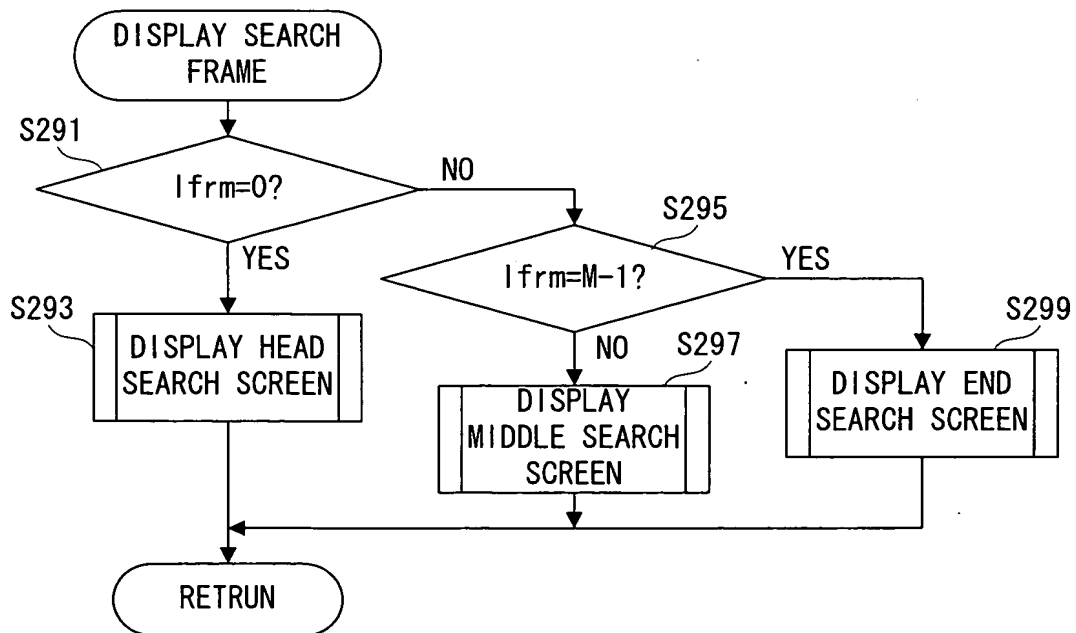 DISPLAY SEARCH
FRAME
S291
Ifrm=0?
NO
YES
S295
Ifrm=M-1?
YES
NO
S293
DISPLAY HEAD
SEARCH SCREEN
S297
DISPLAY
MIDDLE SEARCH
SCREEN
S299
DISPLAY END
SEARCH SCREEN
RETRUN